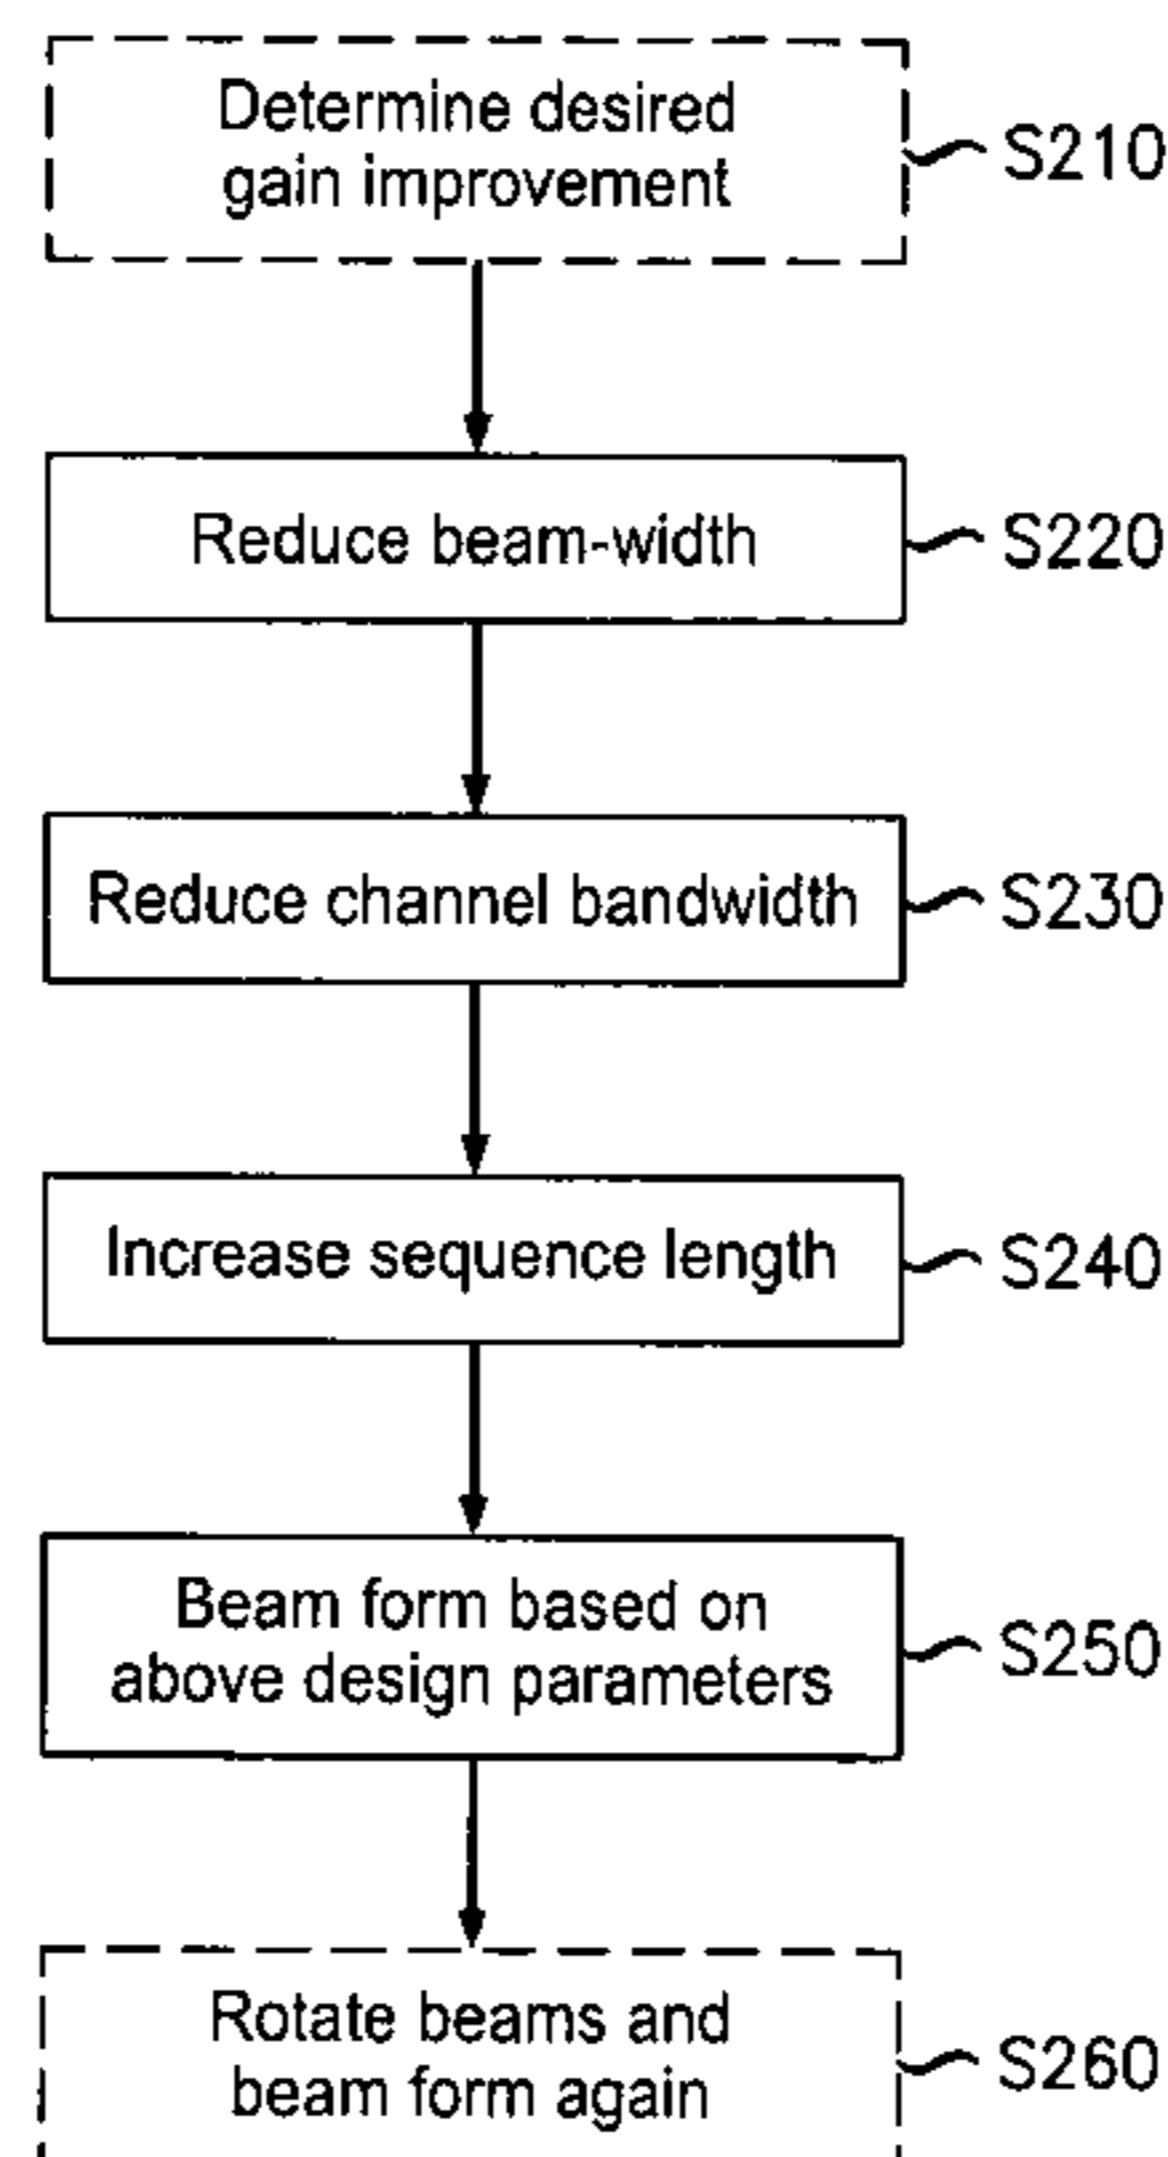 Determine desired
gain improvement
S210
Reduce beam-width
S220
Reduce channel bandwidth
S230
Increase sequence length
S240
Beam form based on
above design parameters
S250
Rotate beams and
beam form again
S260